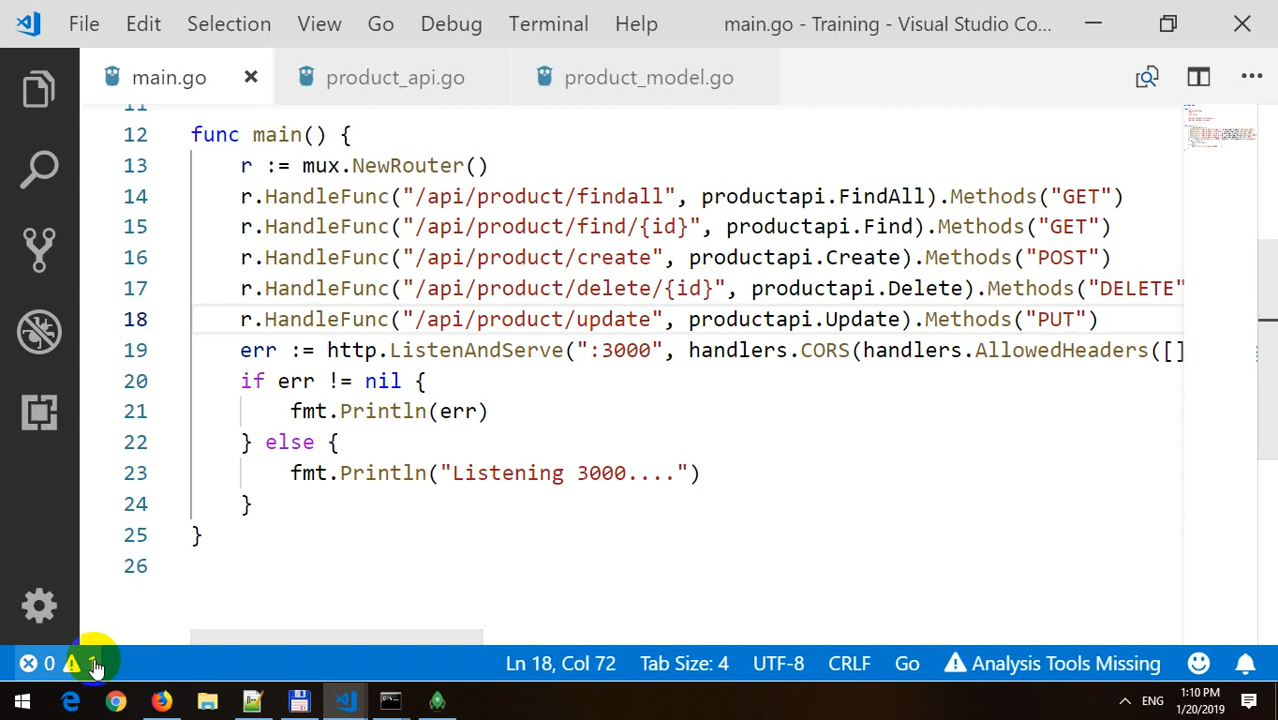 File Edit Selection View Go Debug Terminal Help main.go - Training - Visual Studio Co...
main.go product_api.go product_model.go
11
12 func main() {
13 r := mux.NewRouter()
14 r.HandleFunc("/api/product/findall", productapi.FindAll).Methods("GET")
15 r.HandleFunc("/api/product/find/{id}", productapi.Find).Methods("GET")
16 r.HandleFunc("/api/product/create", productapi.Create).Methods("POST")
17 r.HandleFunc("/api/product/delete/{id}", productapi.Delete).Methods("DELETE"
18 r.HandleFunc("/api/product/update", productapi.Update).Methods("PUT")
19 err := http.ListenAndServe(":3000", handlers.CORS(handlers.AllowedHeaders([]
20 if err != nil {
21 fmt.Println(err)
22 } else {
23 fmt.Println("Listening 3000....")
24 }
25 }
26
0 Ln 18, Col 72 Tab Size: 4 UTF-8 CRLF Go Analysis Tools Missing
ENG
1:10 PM
1/20/2019